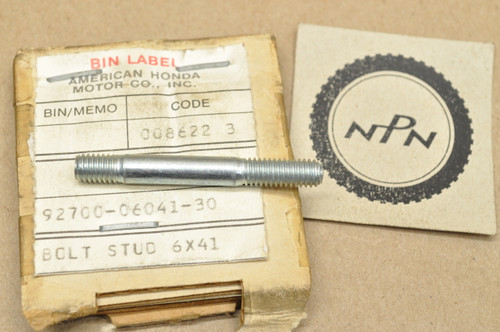 BIN LABEL
AMERICAN HONDA
MOTOR CO., INC.
BIN/MEMO CODE
008622 3
92700-06041-30
BOLT STUD 6X41
NPN